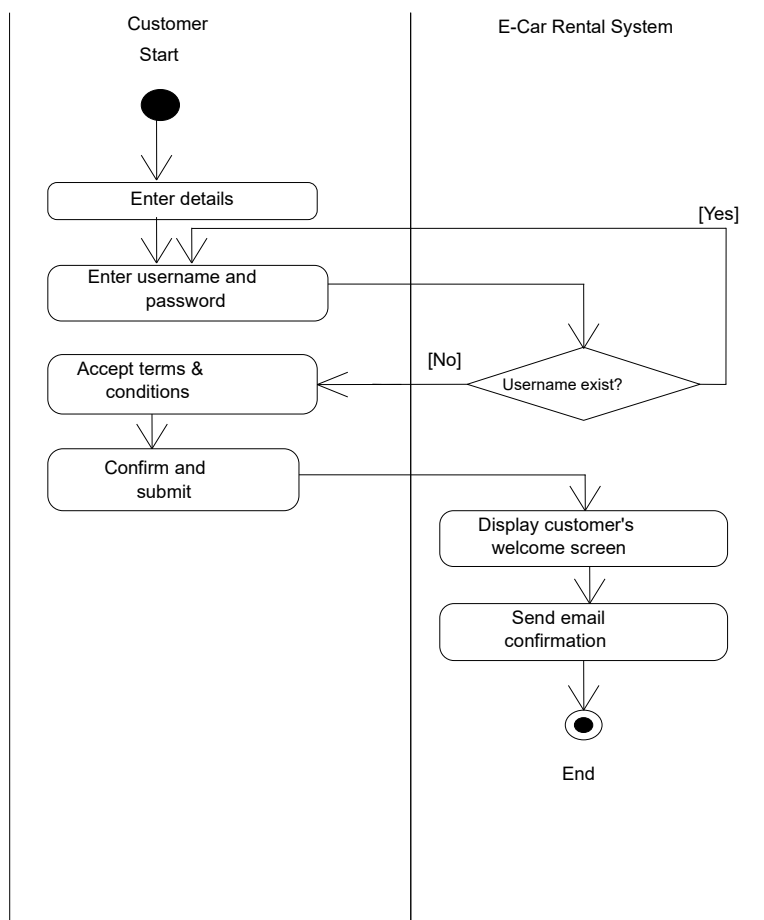 Customer
E-Car Rental System
Start
Enter details
[Yes]
Enter username and
password
[No]
Username exist?
Accept terms &
conditions
Confirm and
submit
Display customer's
welcome screen
Send email
confirmation
End